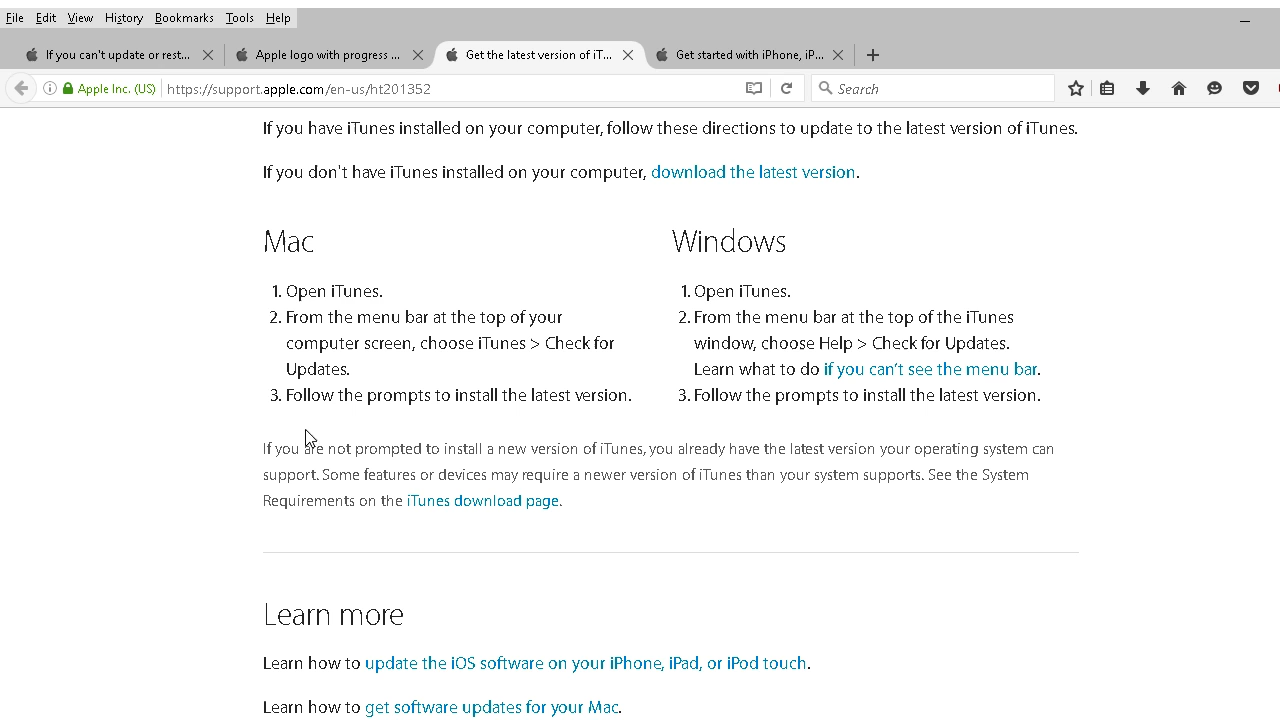 File Edit View History Bookmarks Tools Help
If you can't update or rest... Apple logo with progress ... Get the latest version of iT... Get started with iPhone, iP...
Apple Inc. (US) https://support.apple.com/en-us/ht201352 Search
If you have iTunes installed on your computer, follow these directions to update to the latest version of iTunes.
If you don't have iTunes installed on your computer, download the latest version.
Mac
1. Open iTunes.
2. From the menu bar at the top of your
computer screen, choose iTunes > Check for
Updates.
3. Follow the prompts to install the latest version.
Windows
1. Open iTunes.
2. From the menu bar at the top of the iTunes
window, choose Help > Check for Updates.
Learn what to do if you can’t see the menu bar.
3. Follow the prompts to install the latest version.
If you are not prompted to install a new version of iTunes, you already have the latest version your operating system can
support. Some features or devices may require a newer version of iTunes than your system supports. See the System
Requirements on the iTunes download page.
Learn more
Learn how to update the iOS software on your iPhone, iPad, or iPod touch.
Learn how to get software updates for your Mac.